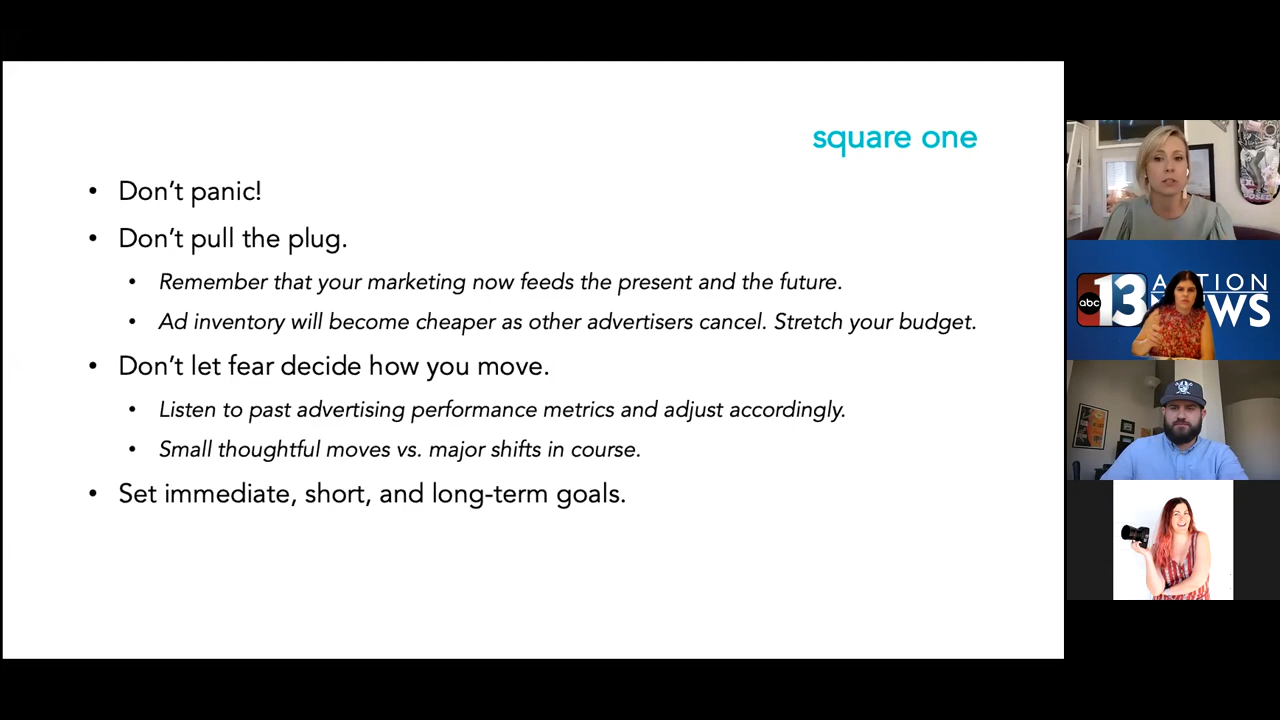 square one
• Don’t panic!
• Don’t pull the plug.
• Remember that your marketing now feeds the present and the future.
• Ad inventory will become cheaper as other advertisers cancel. Stretch your budget.
• Don’t let fear decide how you move.
• Listen to past advertising performance metrics and adjust accordingly.
• Small thoughtful moves vs. major shifts in course.
• Set immediate, short, and long-term goals.
abc 13